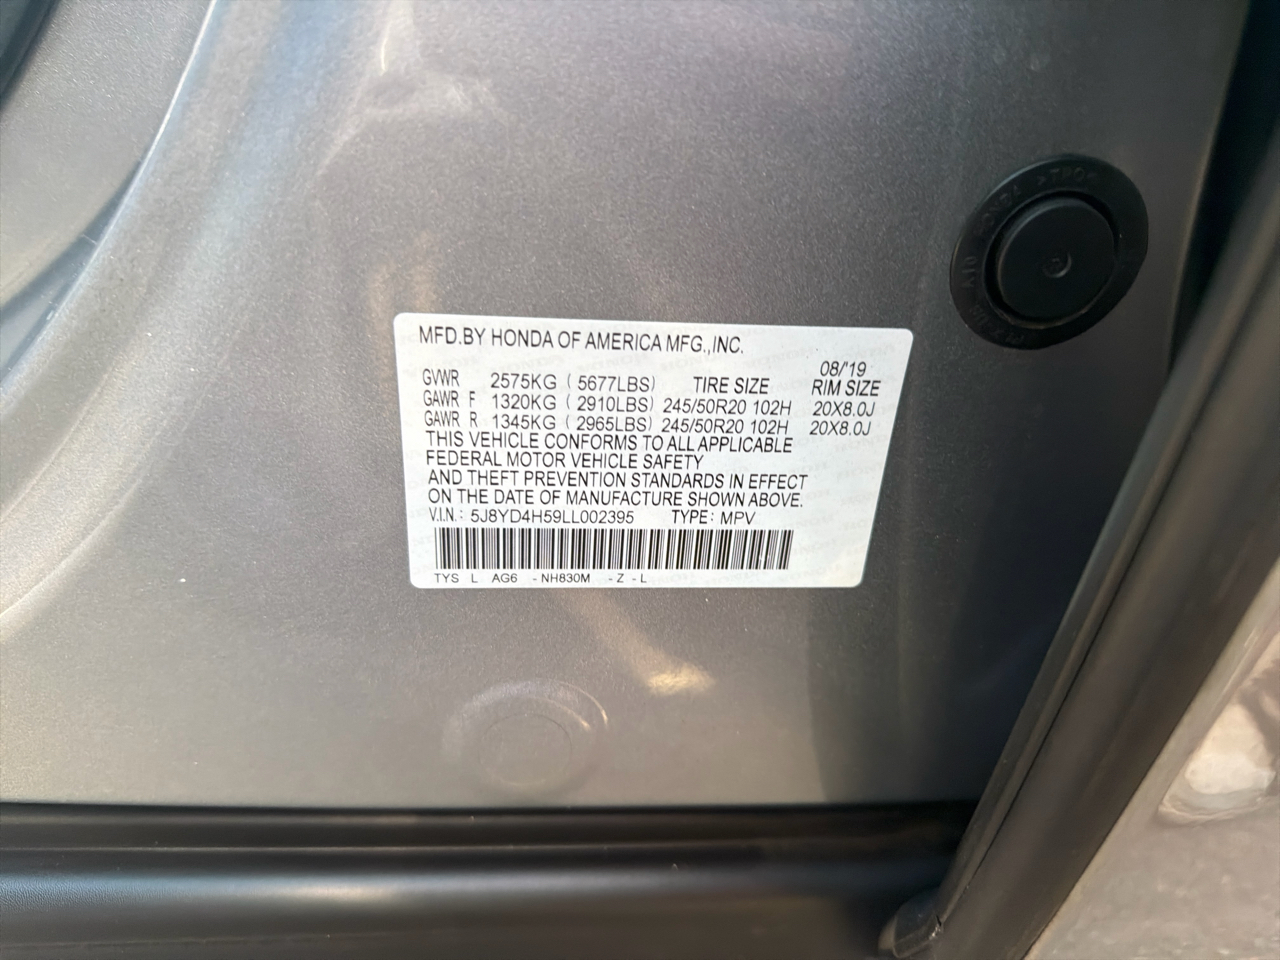 MFD.BY HONDA OF AMERICA MFG.,INC.
08/'19
GVWR 2575KG ( 5677LBS) TIRE SIZE RIM SIZE
GAWR F 1320KG ( 2910LBS) 245/50R20 102H 20X8.0J
GAWR R 1345KG ( 2965LBS) 245/50R20 102H 20X8.0J
THIS VEHICLE CONFORMS TO ALL APPLICABLE
FEDERAL MOTOR VEHICLE SAFETY
AND THEFT PREVENTION STANDARDS IN EFFECT
ON THE DATE OF MANUFACTURE SHOWN ABOVE.
V.I.N.: 5J8YD4H59LL002395 TYPE: MPV
TYS L AG6 -NH830M -Z -L
HONDA